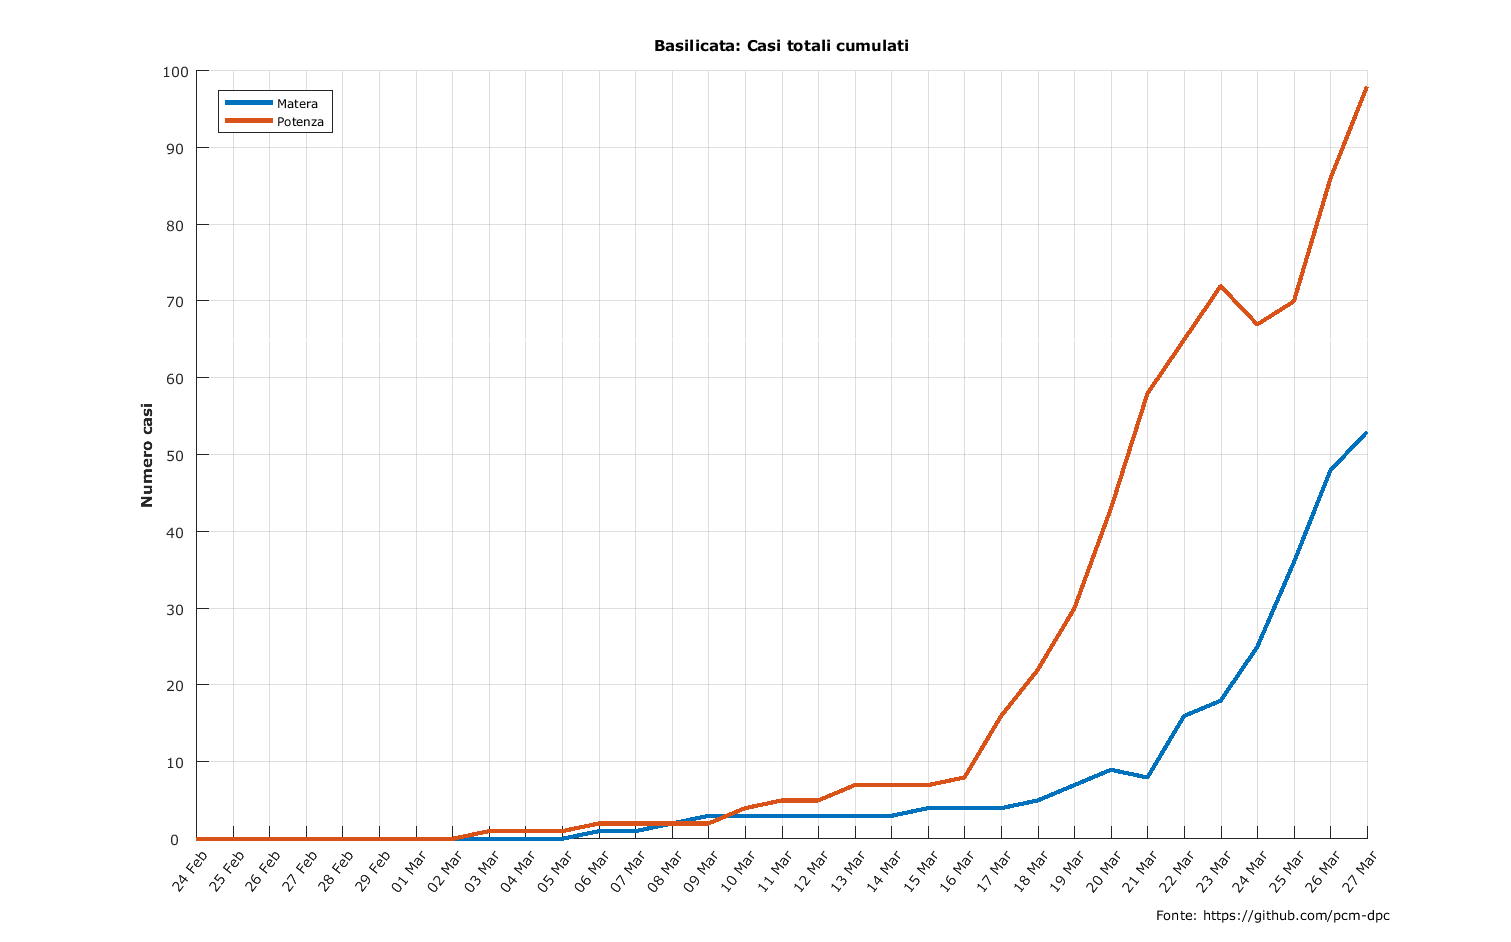 Basilicata: Casi totali cumulati
Matera
Potenza
Numero casi
100
90
80
70
60
50
40
30
20
10
0
24 Feb
25 Feb
26 Feb
27 Feb
28 Feb
29 Feb
01 Mar
02 Mar
03 Mar
04 Mar
05 Mar
06 Mar
07 Mar
08 Mar
09 Mar
10 Mar
11 Mar
12 Mar
13 Mar
14 Mar
15 Mar
16 Mar
17 Mar
18 Mar
19 Mar
20 Mar
21 Mar
22 Mar
23 Mar
24 Mar
25 Mar
26 Mar
27 Mar
Fonte: https://github.com/pcm-dpc